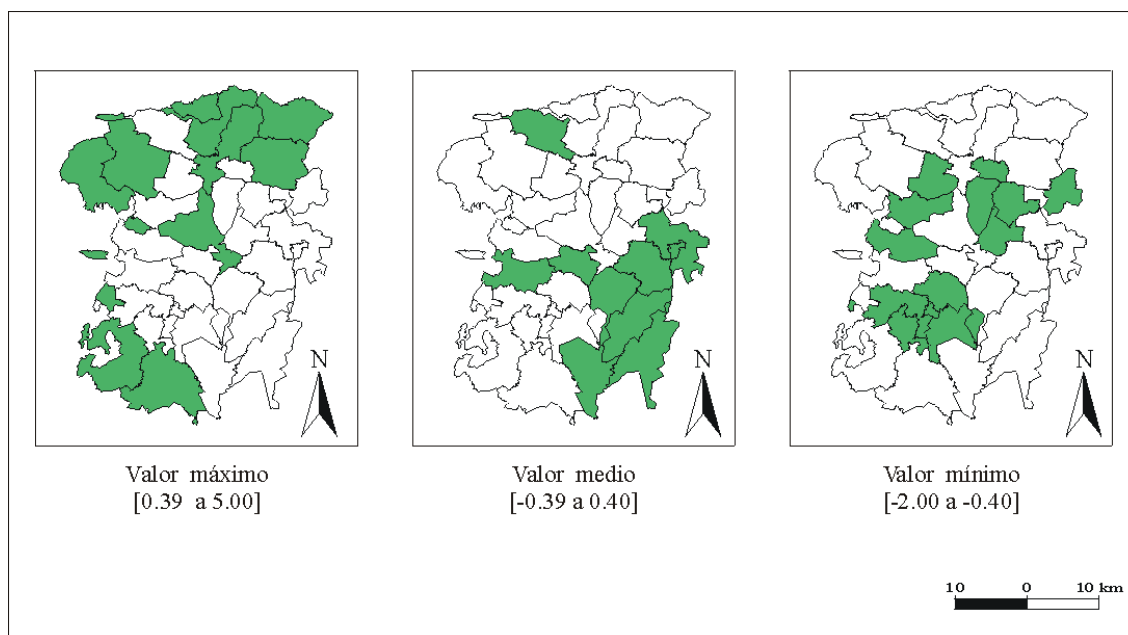 N
N
N
Valor máximo
[0.39 a 5.00]
Valor medio
[-0.39 a 0.40]
Valor mínimo
[-2.00 a -0.40]
10 0 10 km